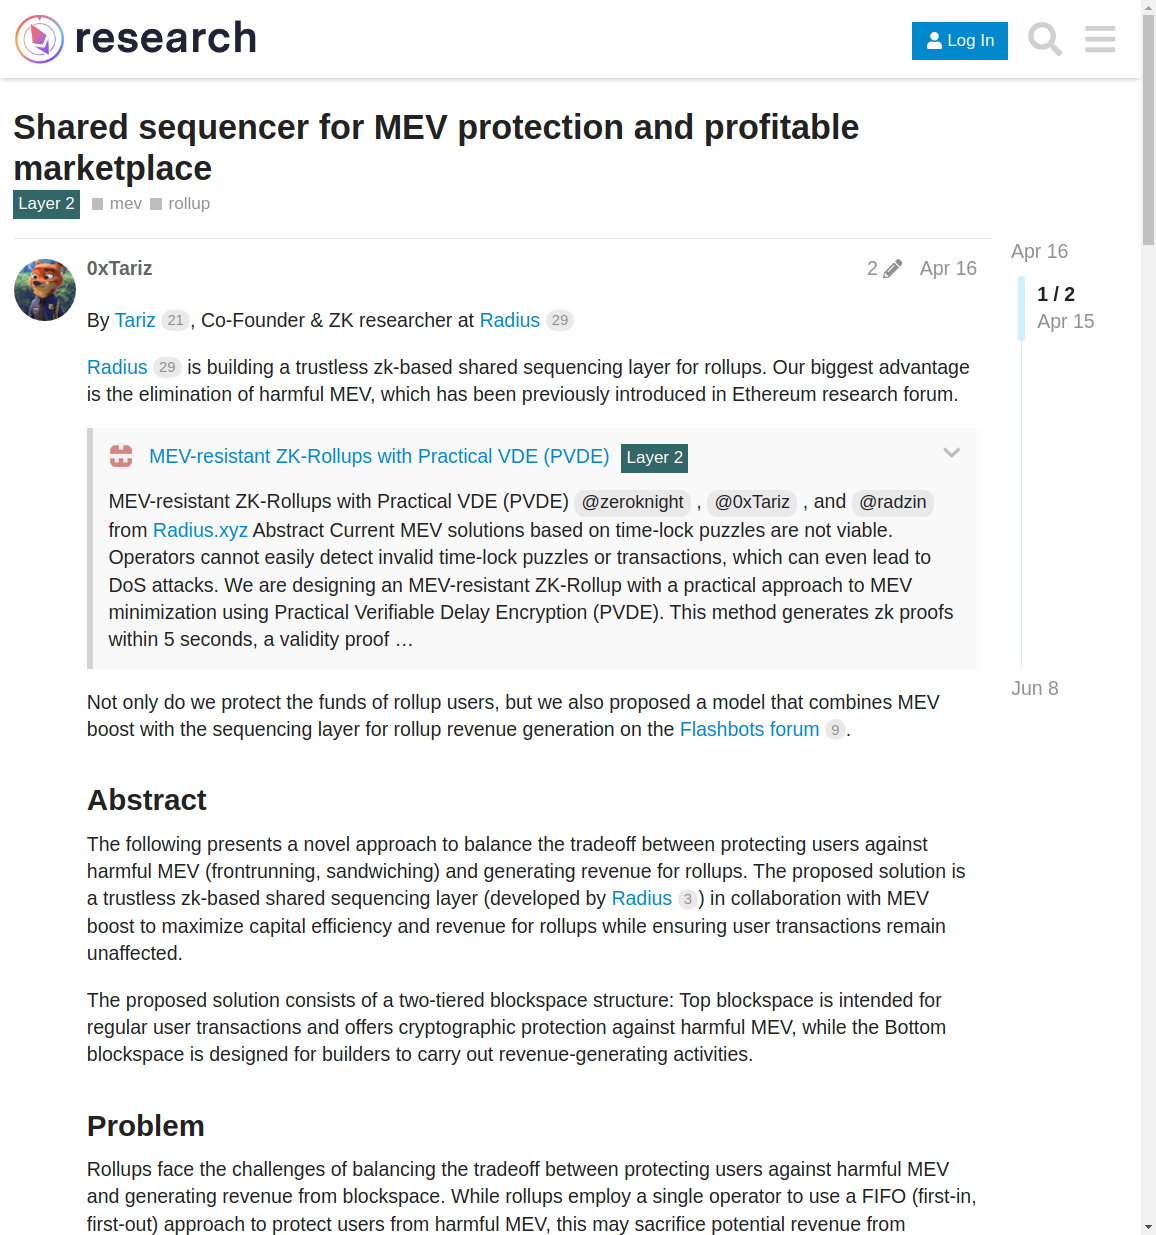 research
Log In
Shared sequencer for MEV protection and profitable
marketplace
Layer 2 mev rollup
0xTariz 2 Apr 16
Apr 16
1 / 2
Apr 15
By Tariz 21 , Co-Founder & ZK researcher at Radius 29
Radius 29 is building a trustless zk-based shared sequencing layer for rollups. Our biggest advantage
is the elimination of harmful MEV, which has been previously introduced in Ethereum research forum.
MEV-resistant ZK-Rollups with Practical VDE (PVDE) Layer 2
MEV-resistant ZK-Rollups with Practical VDE (PVDE) @zeroknight , @0xTariz , and @radzin
from Radius.xyz Abstract Current MEV solutions based on time-lock puzzles are not viable.
Operators cannot easily detect invalid time-lock puzzles or transactions, which can even lead to
DoS attacks. We are designing an MEV-resistant ZK-Rollup with a practical approach to MEV
minimization using Practical Verifiable Delay Encryption (PVDE). This method generates zk proofs
within 5 seconds, a validity proof …
Jun 8
Not only do we protect the funds of rollup users, but we also proposed a model that combines MEV
boost with the sequencing layer for rollup revenue generation on the Flashbots forum 9 .
Abstract
The following presents a novel approach to balance the tradeoff between protecting users against
harmful MEV (frontrunning, sandwiching) and generating revenue for rollups. The proposed solution is
a trustless zk-based shared sequencing layer (developed by Radius 3 ) in collaboration with MEV
boost to maximize capital efficiency and revenue for rollups while ensuring user transactions remain
unaffected.
The proposed solution consists of a two-tiered blockspace structure: Top blockspace is intended for
regular user transactions and offers cryptographic protection against harmful MEV, while the Bottom
blockspace is designed for builders to carry out revenue-generating activities.
Problem
Rollups face the challenges of balancing the tradeoff between protecting users against harmful MEV
and generating revenue from blockspace. While rollups employ a single operator to use a FIFO (first-in,
first-out) approach to protect users from harmful MEV, this may sacrifice potential revenue from